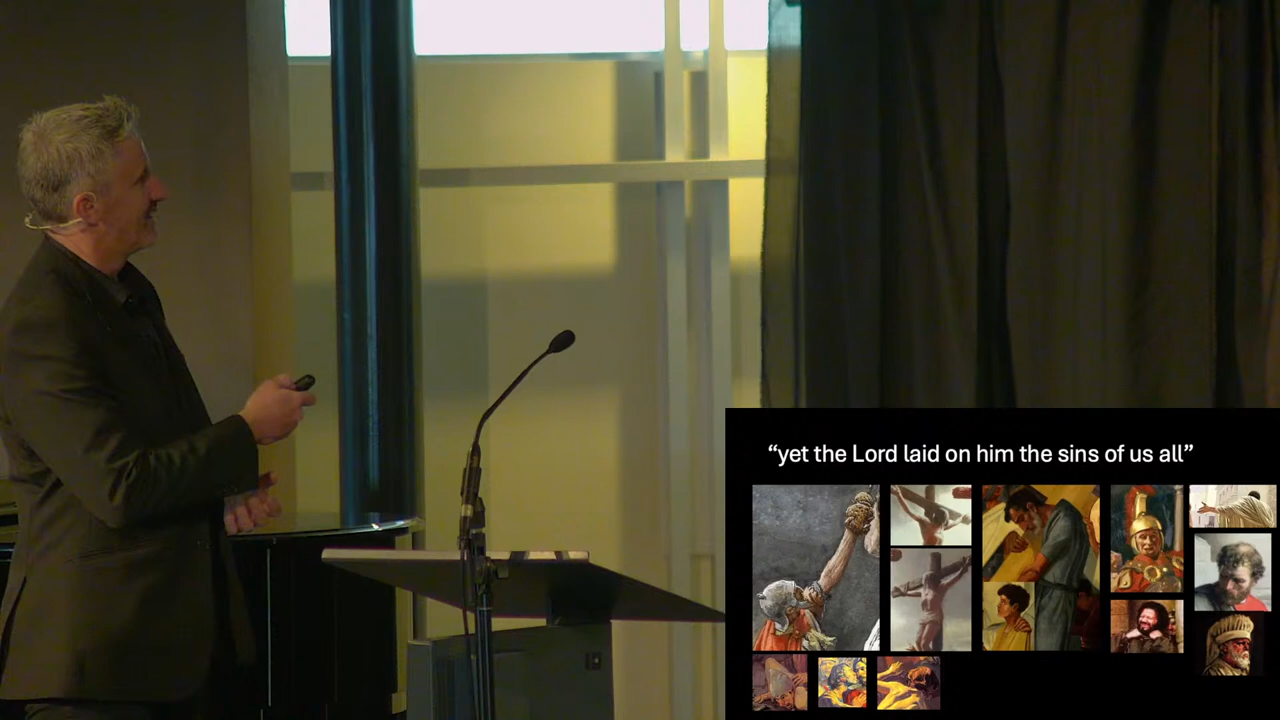 “yet the Lord laid on him the sins of us all”